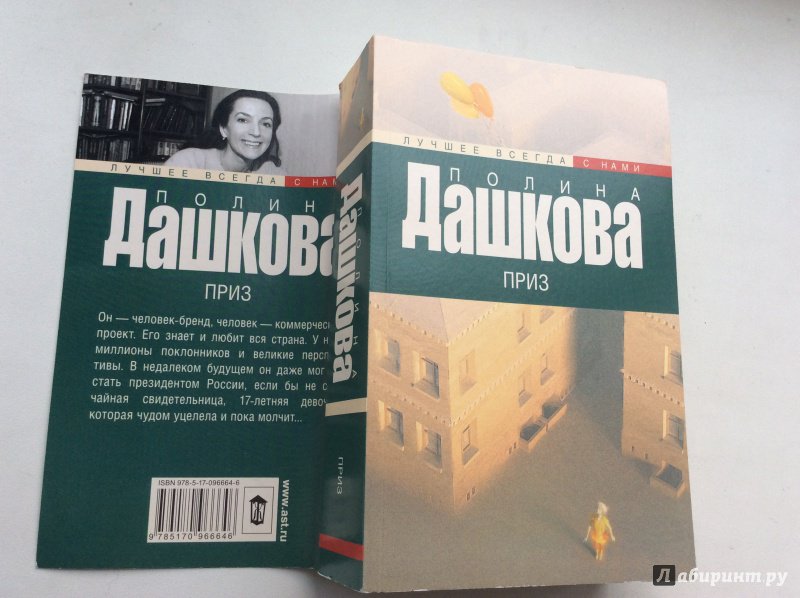 ЛУЧШЕЕ ВСЕГДА С НАМ
ПОЛИН
Дашкова
ПРИЗ
Он — человек-бренд, человек — коммерчес
проект. Его знает и любит вся страна. У н
миллионы поклонников и великие персп
тивы. В недалеком будущем он даже мог
стать президентом России, если бы не с
чайная свидетельница, 17-летняя девоч
которая чудом уцелела и пока молчит...
ISBN 978-5-17-096664-6
9 785170 966646
www.ast.ru
ПОЛИНА
Дашкова
ПРИЗ
ЛУЧШЕЕ ВСЕГДА С НАМИ
ПОЛИНА
Дашкова
ПРИЗ
Лабиринт.ру